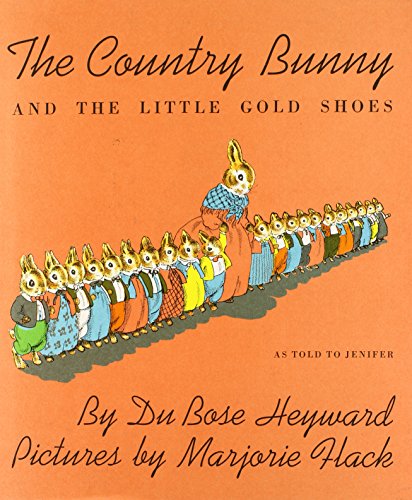 The Country Bunny
AND THE LITTLE GOLD SHOES
AS TOLD TO JENIFER
By Du Bose Heyward
Pictures by Marjorie Flack